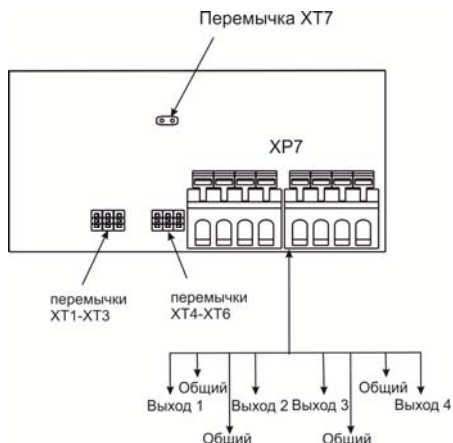 Перемычка XT7
XP7
перемычки
XT1-XT3
перемычки
XT4-XT6
Общий
Общий
Выход 1
Выход 2
Выход 3
Выход 4
Общий
Общий